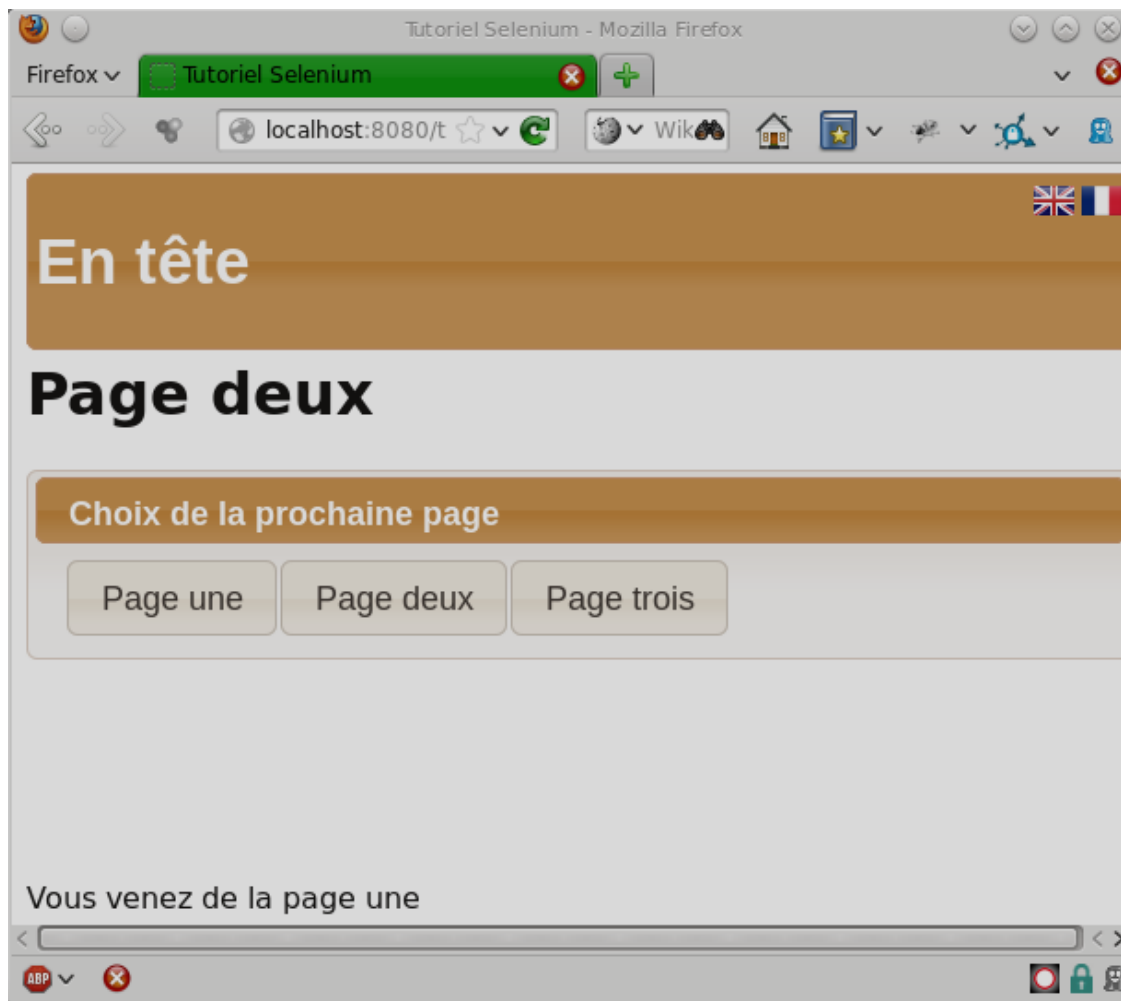 Tutoriel Selenium - Mozilla Firefox
Firefox
Tutoriel Selenium
localhost:8080/t
Wik
En tête
Page deux
Choix de la prochaine page
Page une Page deux Page trois
Vous venez de la page une
ABP